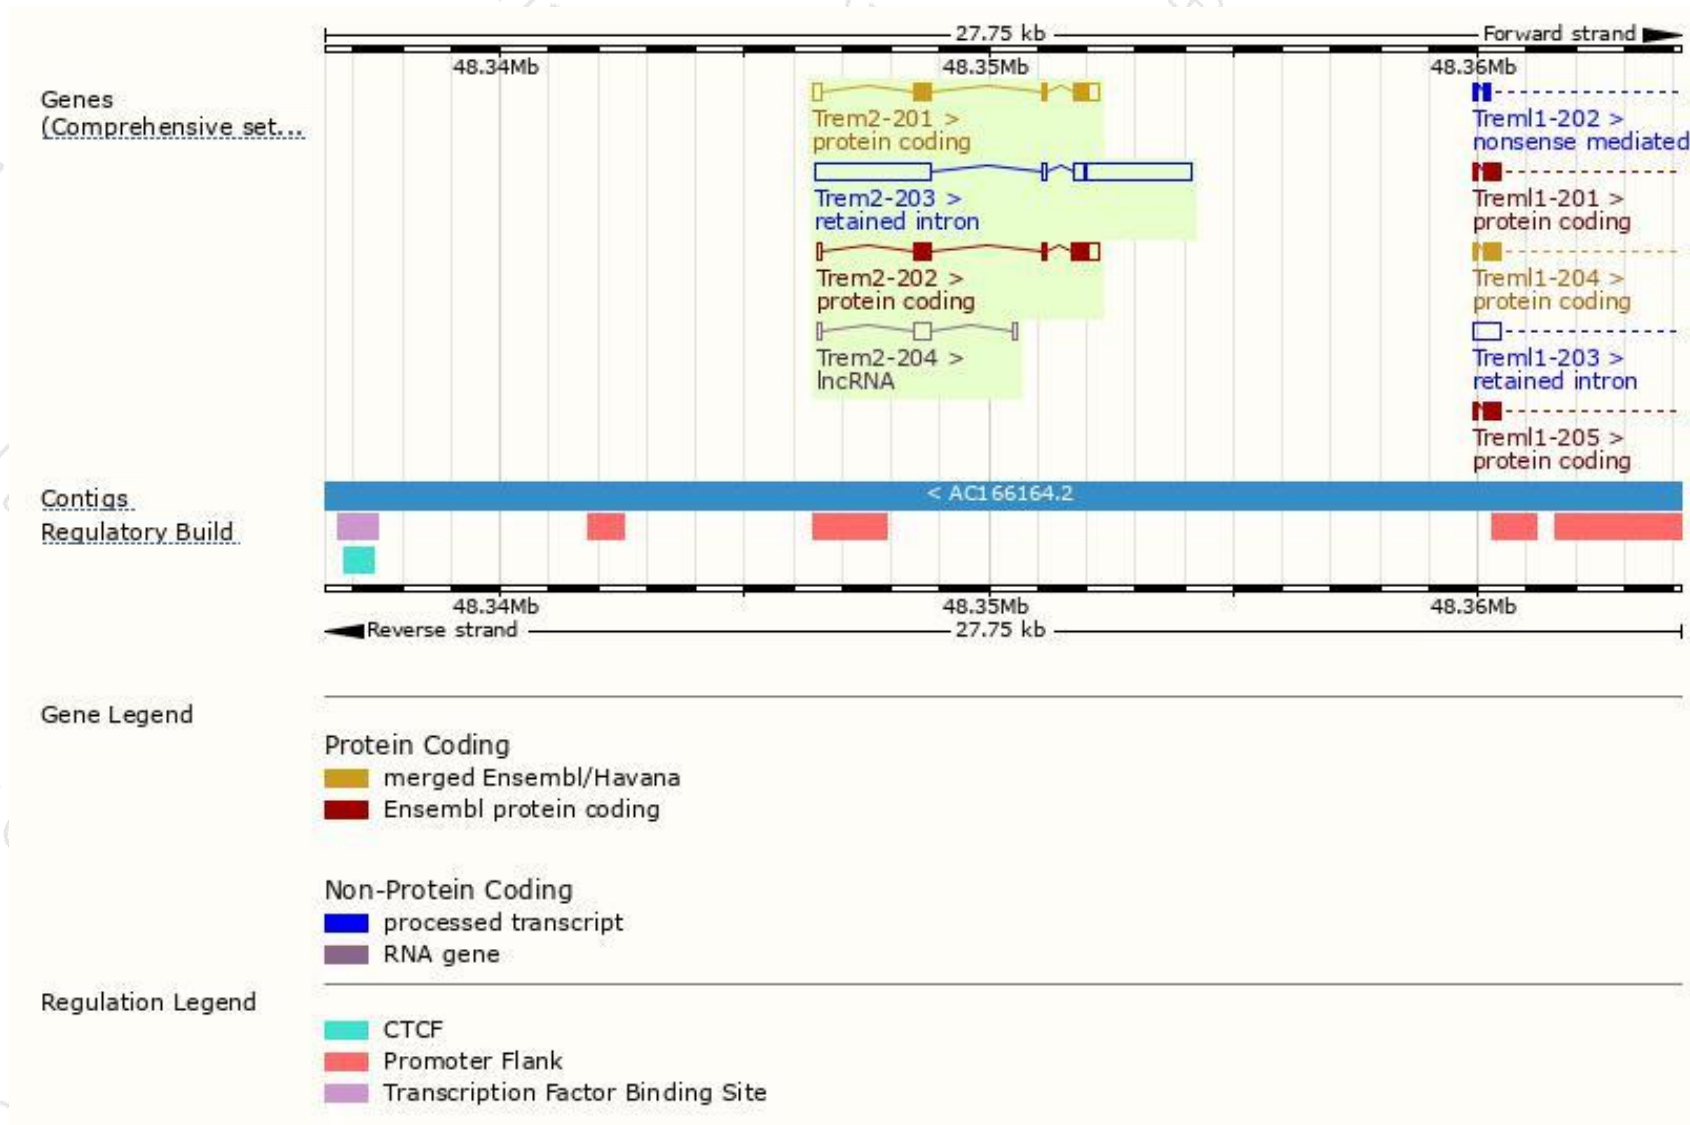 27.75 kb Forward strand
48.34Mb 48.35Mb 48.36Mb
Genes
(Comprehensive set...
Trem2-201 >
protein coding
Treml1-202 >
nonsense mediated
Trem2-203 >
retained intron
Treml1-201 >
protein coding
Trem2-202 >
protein coding
Treml1-204 >
protein coding
Trem2-204 >
lncRNA
Treml1-203 >
retained intron
Treml1-205 >
protein coding
Contigs
< AC166164.2
Regulatory Build
48.34Mb 48.35Mb 48.36Mb
Reverse strand 27.75 kb
Gene Legend
Protein Coding
merged Ensembl/Havana
Ensembl protein coding
Non-Protein Coding
processed transcript
RNA gene
Regulation Legend
CTCF
Promoter Flank
Transcription Factor Binding Site